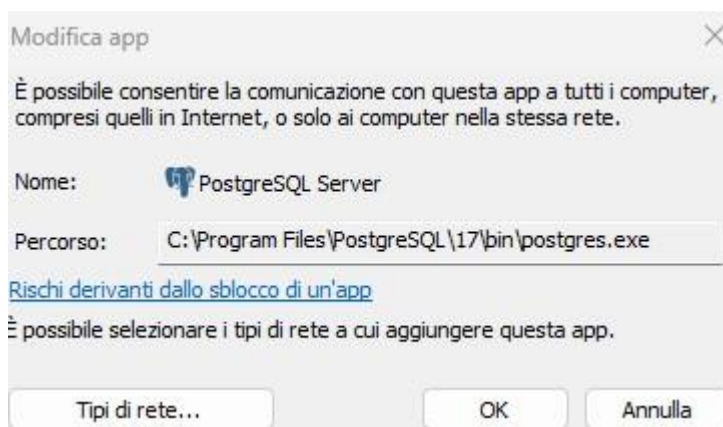 Modifica app
È possibile consentire la comunicazione con questa app a tutti i computer,
compresi quelli in Internet, o solo ai computer nella stessa rete.
Nome: PostgreSQL Server
Percorso: C:\Program Files\PostgreSQL\17\bin\postgres.exe
Rischi derivanti dallo sblocco di un'app
È possibile selezionare i tipi di rete a cui aggiungere questa app.
Tipi di rete... OK Annulla